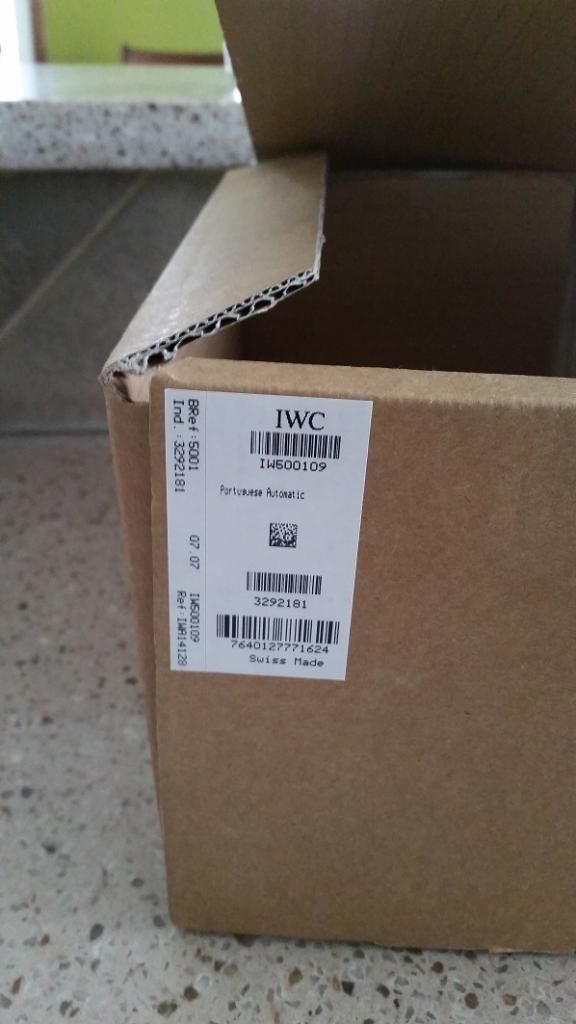 IWC
IW500109
Portuguese Automatic
3292181
7640127771624
Swiss Made
BRef:5001
Ind.:3292181
07.07
IW500109
Ref:IWA14128